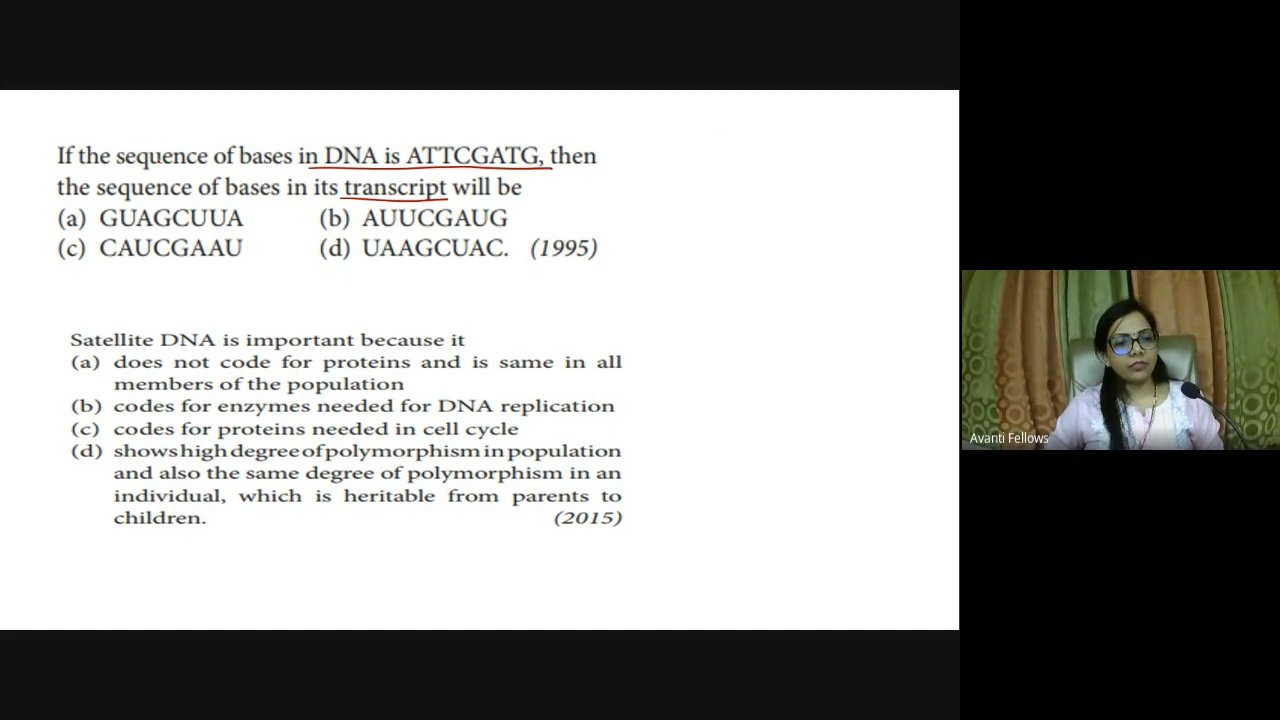 If the sequence of bases in DNA is ATTCGATG, then
the sequence of bases in its transcript will be
(a) GUAGCUUA (b) AUUCGAUG
(c) CAUCGAAU (d) UAAGCUAC. (1995)
Satellite DNA is important because it
(a) does not code for proteins and is same in all
members of the population
(b) codes for enzymes needed for DNA replication
(c) codes for proteins needed in cell cycle
(d) shows high degree of polymorphism in population
and also the same degree of polymorphism in an
individual, which is heritable from parents to
children. (2015)
Avanti Fellows